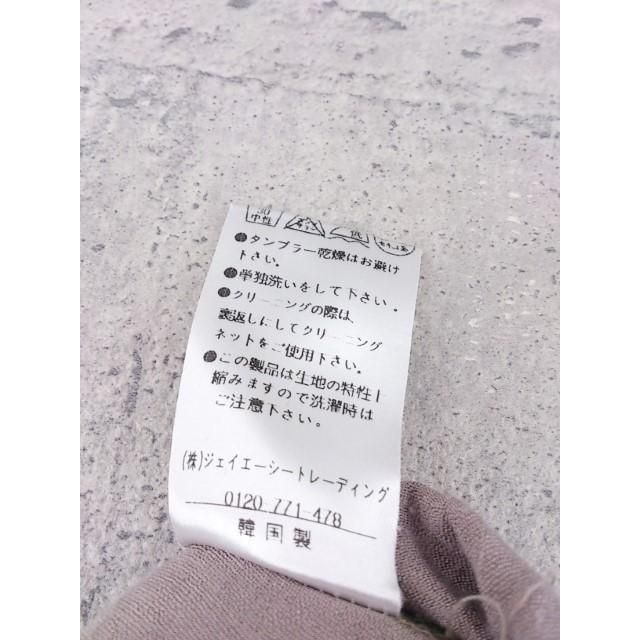 中性
●タンブラー乾燥はお避け
下さい。
●単独洗いをして下さい。
●クリーニングの際は、
裏返しにしてクリーニング
ネットをご使用下さい。
●この製品は生地の特性上
縮みますので洗濯時は
ご注意下さい。
(株)ジェイエーシートレーディング
0120-771-478
韓国製